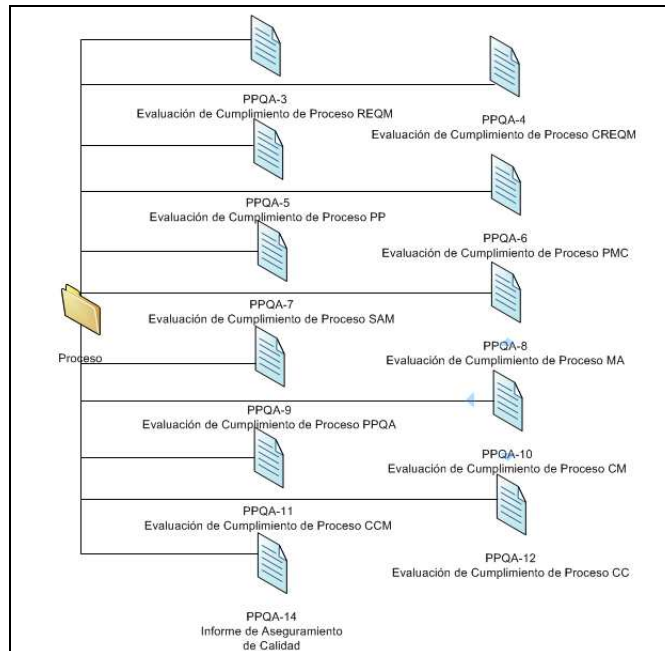 PPQA-3
Evaluación de Cumplimiento de Proceso REQM
PPQA-4
Evaluación de Cumplimiento de Proceso CREQM
PPQA-5
Evaluación de Cumplimiento de Proceso PP
PPQA-6
Evaluación de Cumplimiento de Proceso PMC
PPQA-7
Evaluación de Cumplimiento de Proceso SAM
Proceso
PPQA-8
Evaluación de Cumplimiento de Proceso MA
PPQA-9
Evaluación de Cumplimiento de Proceso PPQA
PPQA-10
Evaluación de Cumplimiento de Proceso CM
PPQA-11
Evaluación de Cumplimiento de Proceso CCM
PPQA-12
Evaluación de Cumplimiento de Proceso CC
PPQA-14
Informe de Aseguramiento
de Calidad